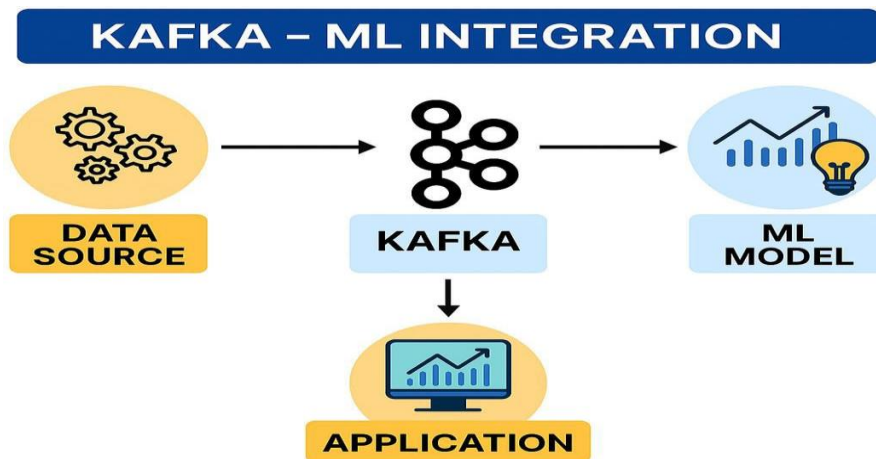 KAFKA – ML INTEGRATION
DATA
SOURCE
KAFKA
ML
MODEL
APPLICATION